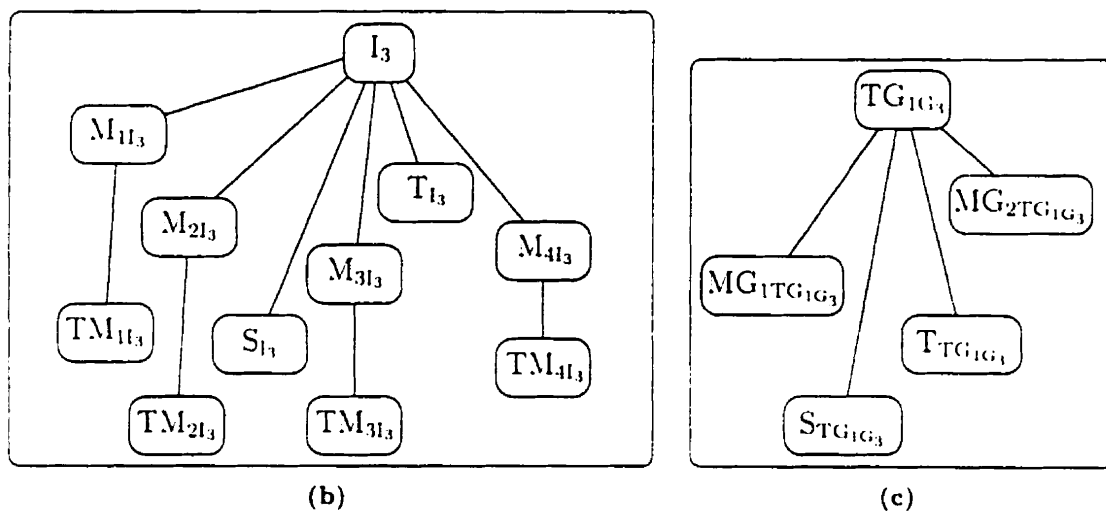 I₃
TG₁G₃
M₁I₃
T_I₃
MG₂TG₁G₃
M₂I₃
M₄I₃
M₃I₃
MG₁TG₁G₃
TM₁I₃
S_I₃
T_TG₁G₃
TM₄I₃
TM₂I₃
TM₃I₃
S_TG₁G₃
(b)
(c)